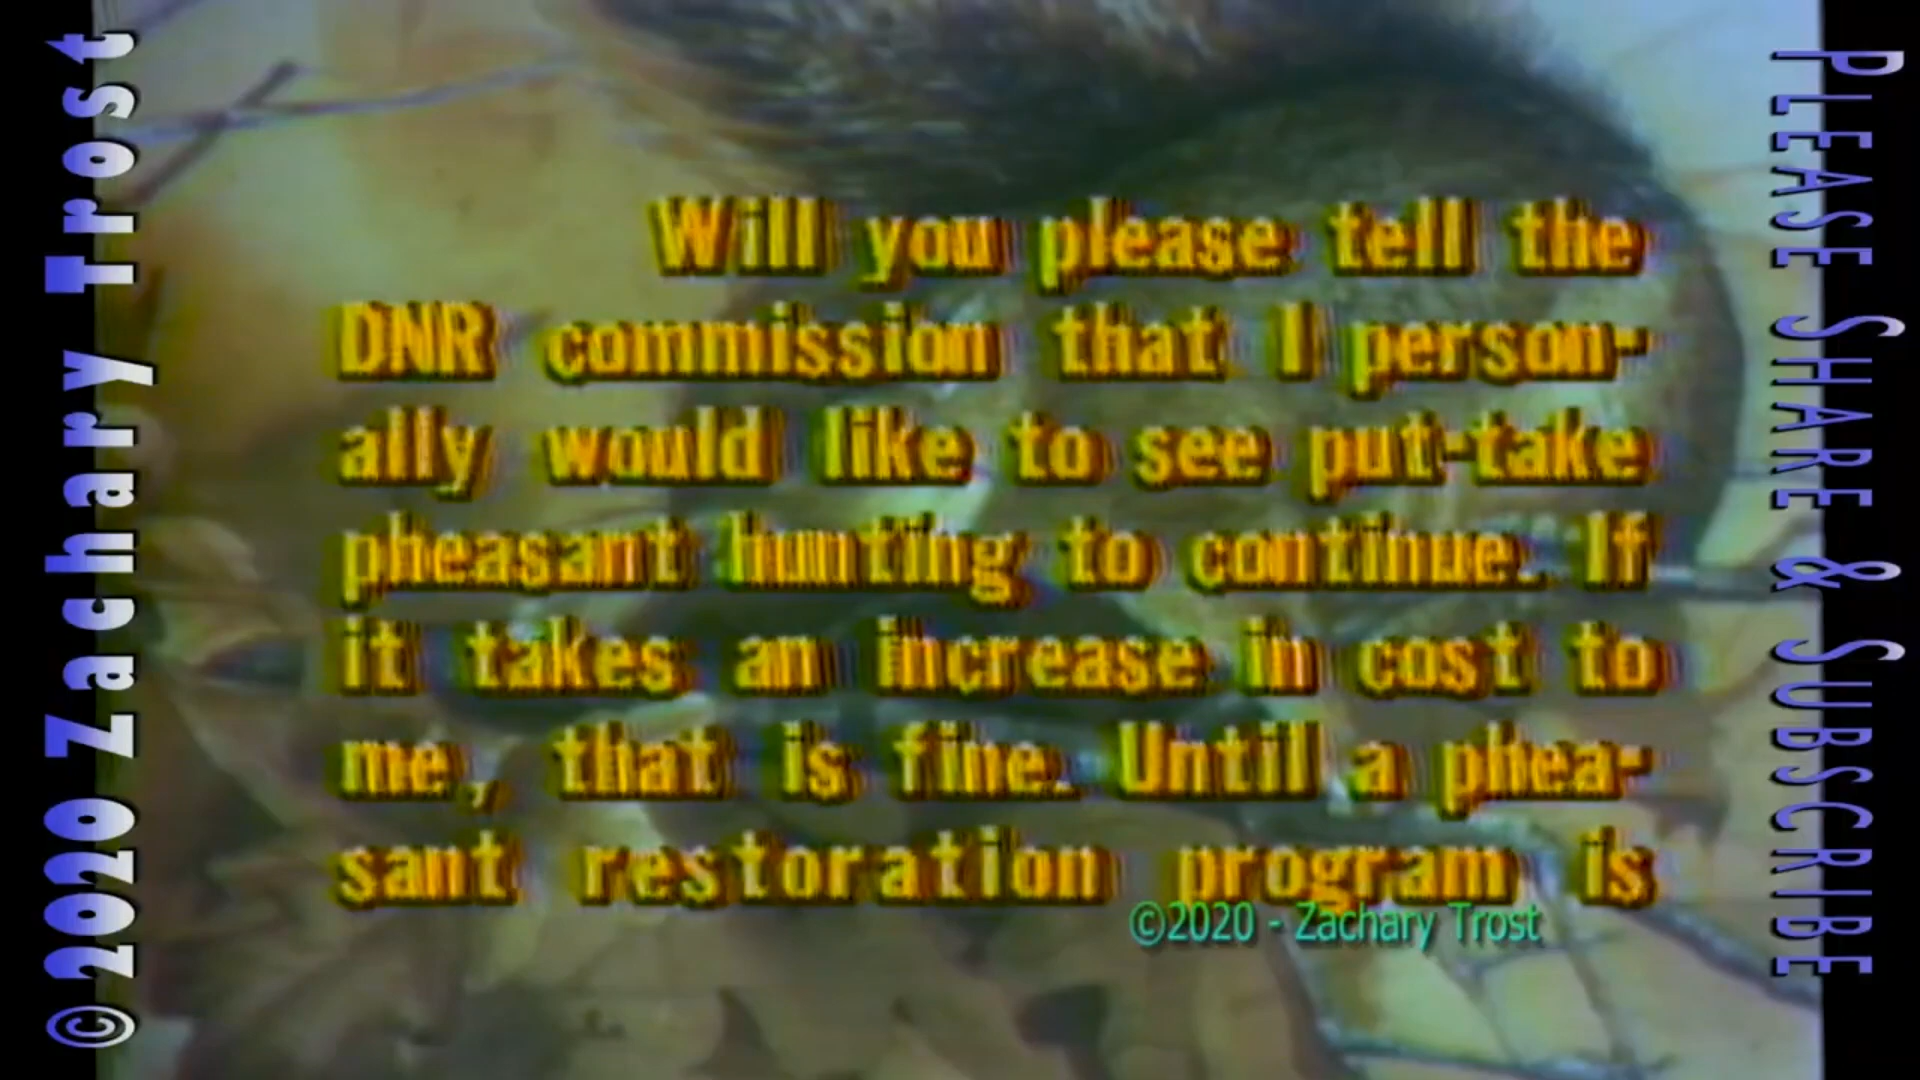 Will you please tell the
DNR commission that I person-
ally would like to see put-take
pheasant hunting to continue. If
it takes an increase in cost to
me, that is fine. Until a phea-
sant restoration program is
©2020 - Zachary Trost
©2020 Zachary Trost
PLEASE SHARE & SUBSCRIBE